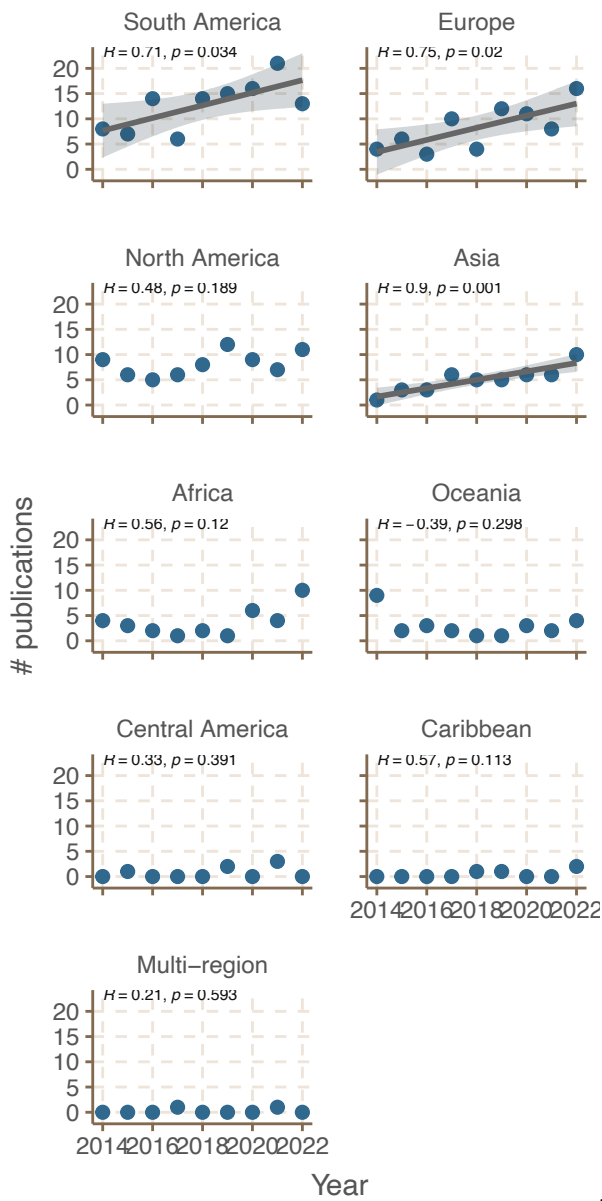 South America
Europe
R = 0.71, p = 0.034
R = 0.75, p = 0.02
20
15
10
5
0
North America
Asia
R = 0.48, p = 0.189
R = 0.9, p = 0.001
20
15
10
5
0
Africa
Oceania
R = 0.56, p = 0.12
R = −0.39, p = 0.298
20
15
10
5
0
# publications
Central America
Caribbean
R = 0.33, p = 0.391
R = 0.57, p = 0.113
20
15
10
5
0
2014 2016 2018 2020 2022
Multi−region
R = 0.21, p = 0.593
20
15
10
5
0
2014 2016 2018 2020 2022
Year